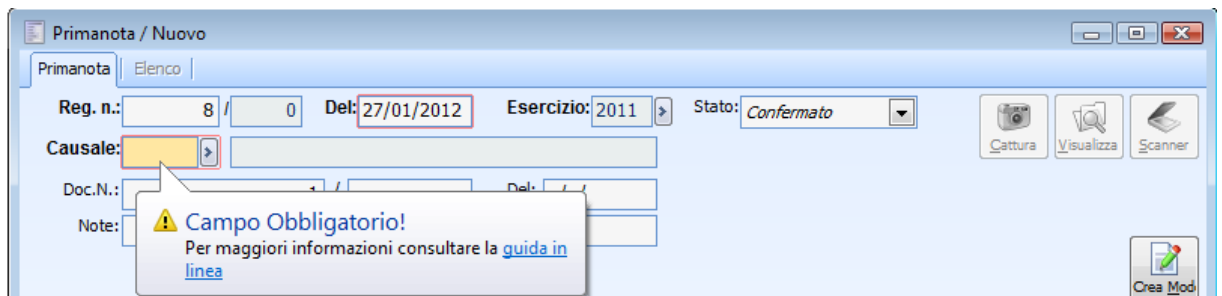 Primanota / Nuovo
Primanota Elenco
Reg. n.: 8 / 0 Del: 27/01/2012 Esercizio: 2011 Stato: Confermato
Cattura Visualizza Scanner
Causale:
Doc.N.: 1 / Del: / /
Note:
Campo Obbligatorio!
Per maggiori informazioni consultare la guida in
linea
Crea Mod